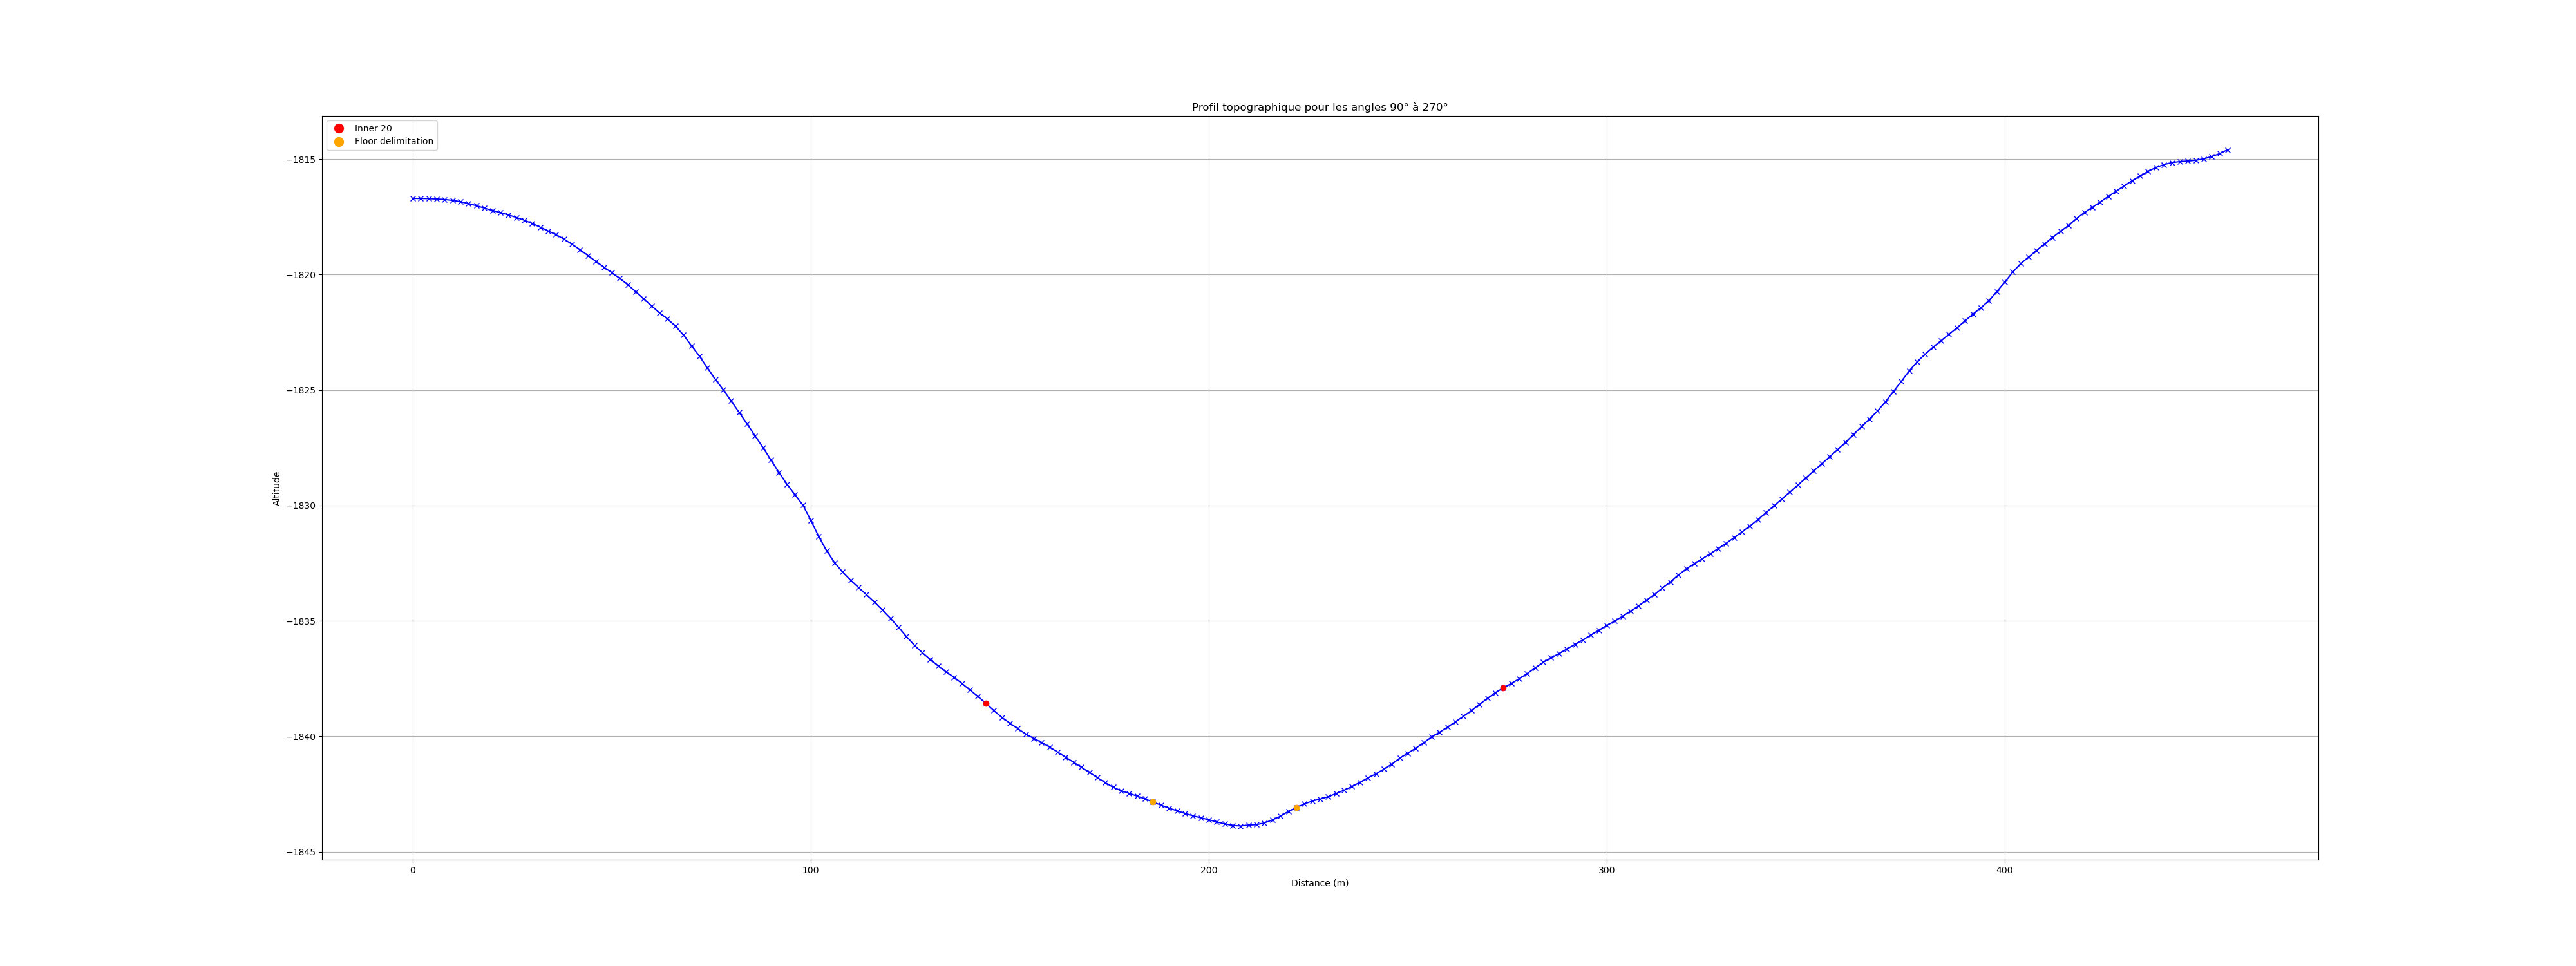 Profil topographique pour les angles 90° à 270°
Inner 20
Floor delimitation
−1815
−1820
−1825
−1830
−1835
−1840
−1845
Altitude
0 100 200 300 400
Distance (m)